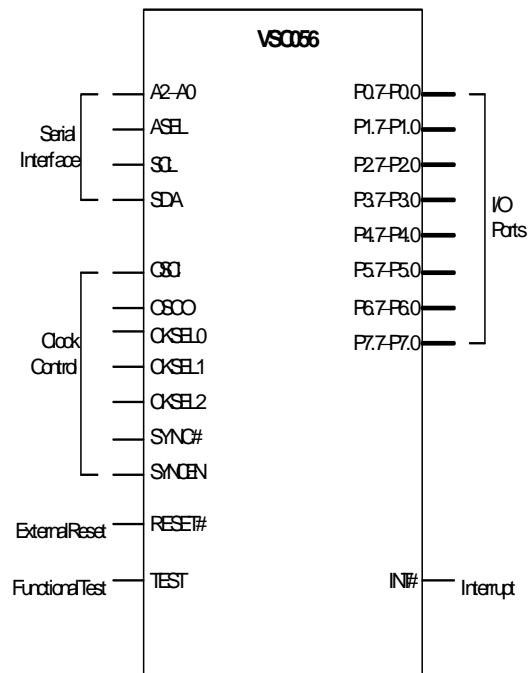 VSC056
A2-A0
ASEL
SCL
SDA
Serial
Interface
OSCI
OSCO
CKSEL0
CKSEL1
CKSEL2
SYNC#
SYNCEN
Clock
Control
External Reset
RESET#
Functional Test
TEST
P0.7-P0.0
P1.7-P1.0
P2.7-P2.0
P3.7-P3.0
P4.7-P4.0
P5.7-P5.0
P6.7-P6.0
P7.7-P7.0
I/O
Ports
INT#
Interrupt